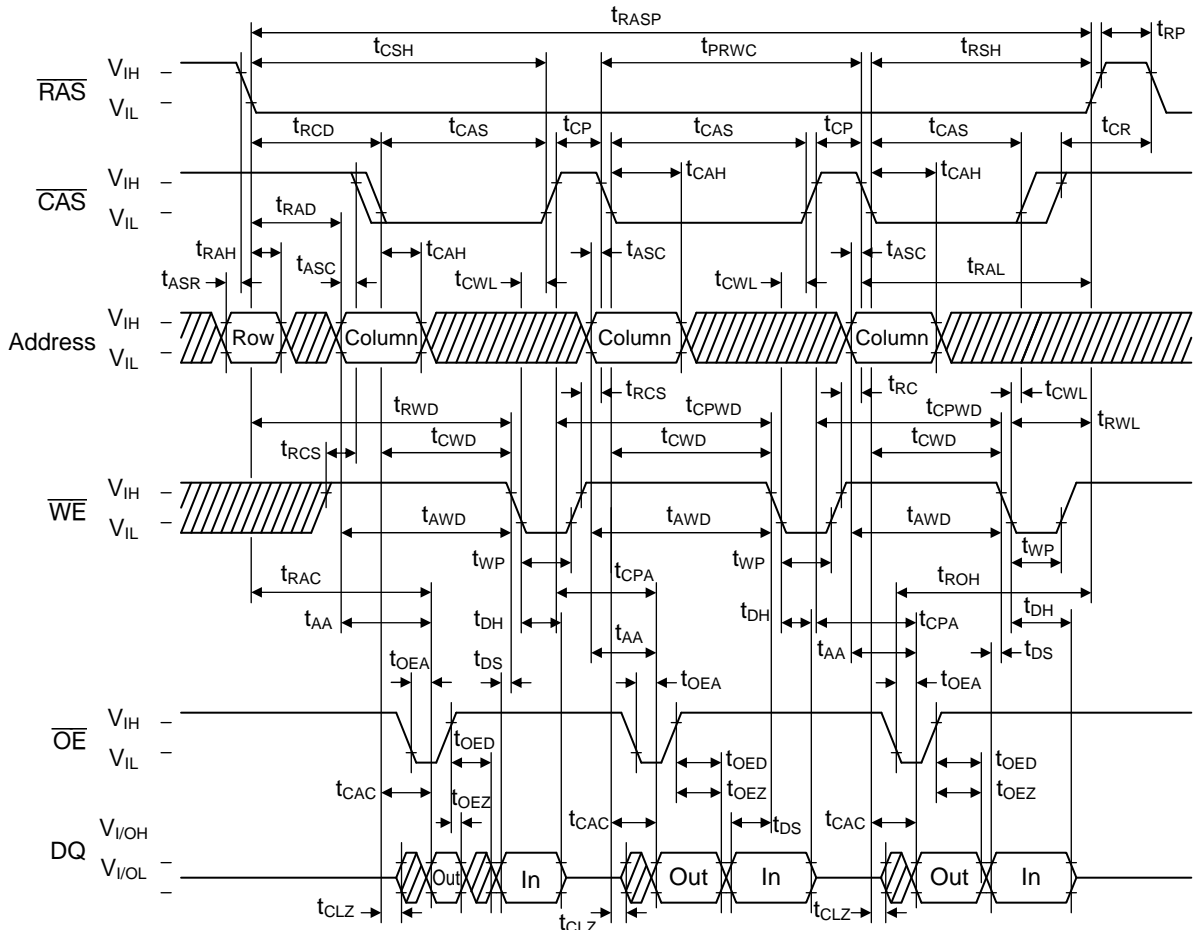 tRASP
tCSH tPRWC tRSH tRP
RAS VIH
VIL
tRCD tCAS tCP tCAS tCP tCAS tCR
CAS VIH
VIL
tCAH tCAH
tRAD
tRAH tASC tCAH tASC tASC
tASR tCWL tCWL tRAL
Address VIH
VIL
Row Column Column Column
tRCS tRC tCWL
tRWD tCPWD tCPWD tRWL
tCWD tCWD tCWD
tRCS
WE VIH
VIL
tAWD tAWD tAWD
tWP tWP tWP
tRAC tCPA tROH
tAA tDH tDH tCPA tDH
tAA tAA
tOEA tDS tOEA tOEA tDS
OE VIH
VIL
tOED tOED tOED
tCAC tOEZ tOEZ tOEZ
tCAC tDS tCAC
DQ VI/OH
VI/OL
Out In Out In Out In
tCLZ tCLZ tCLZ